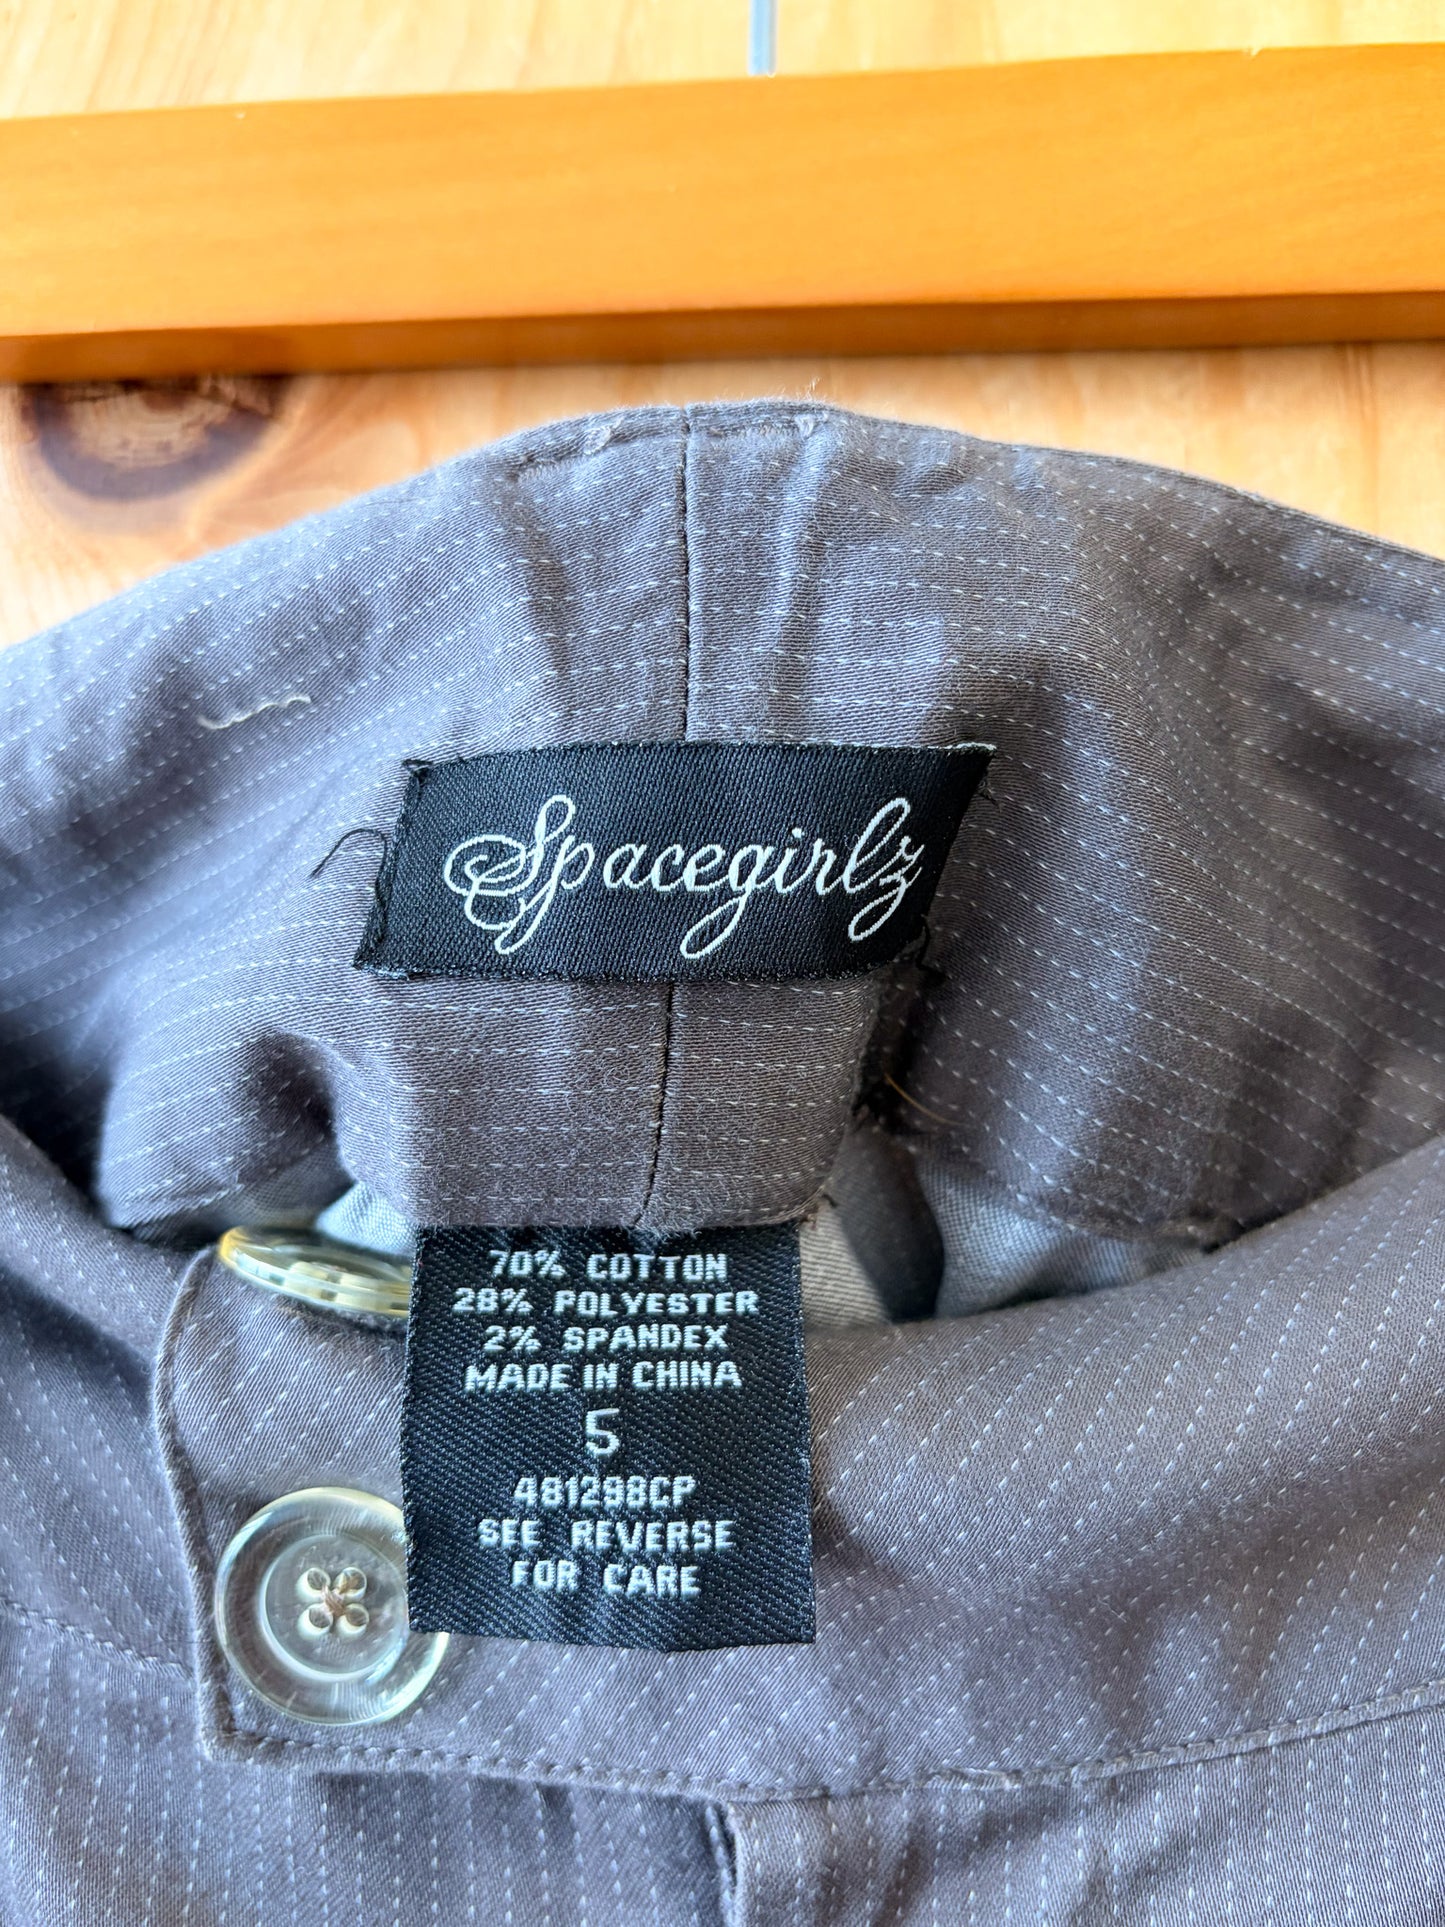 Spacegirlz
70% COTTON
28% POLYESTER
2% SPANDEX
MADE IN CHINA
5
481298CP
SEE REVERSE
FOR CARE